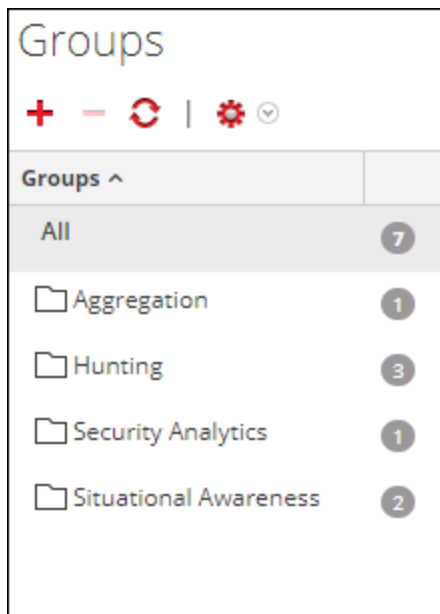 Groups
Groups
All 7
Aggregation 1
Hunting 3
Security Analytics 1
Situational Awareness 2